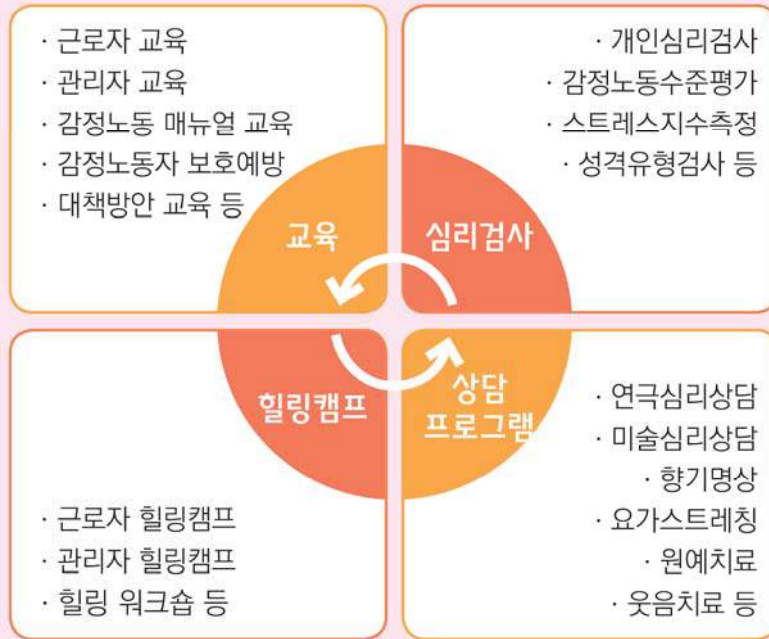 · 근로자 교육
· 관리자 교육
· 감정노동 매뉴얼 교육
· 감정노동자 보호예방
· 대책방안 교육 등
교육
· 개인심리검사
· 감정노동수준평가
· 스트레스지수측정
· 성격유형검사 등
심리검사
힐링캠프
· 근로자 힐링캠프
· 관리자 힐링캠프
· 힐링 워크숍 등
상담
프로그램
· 연극심리상담
· 미술심리상담
· 향기명상
· 요가스트레칭
· 원예치료
· 웃음치료 등